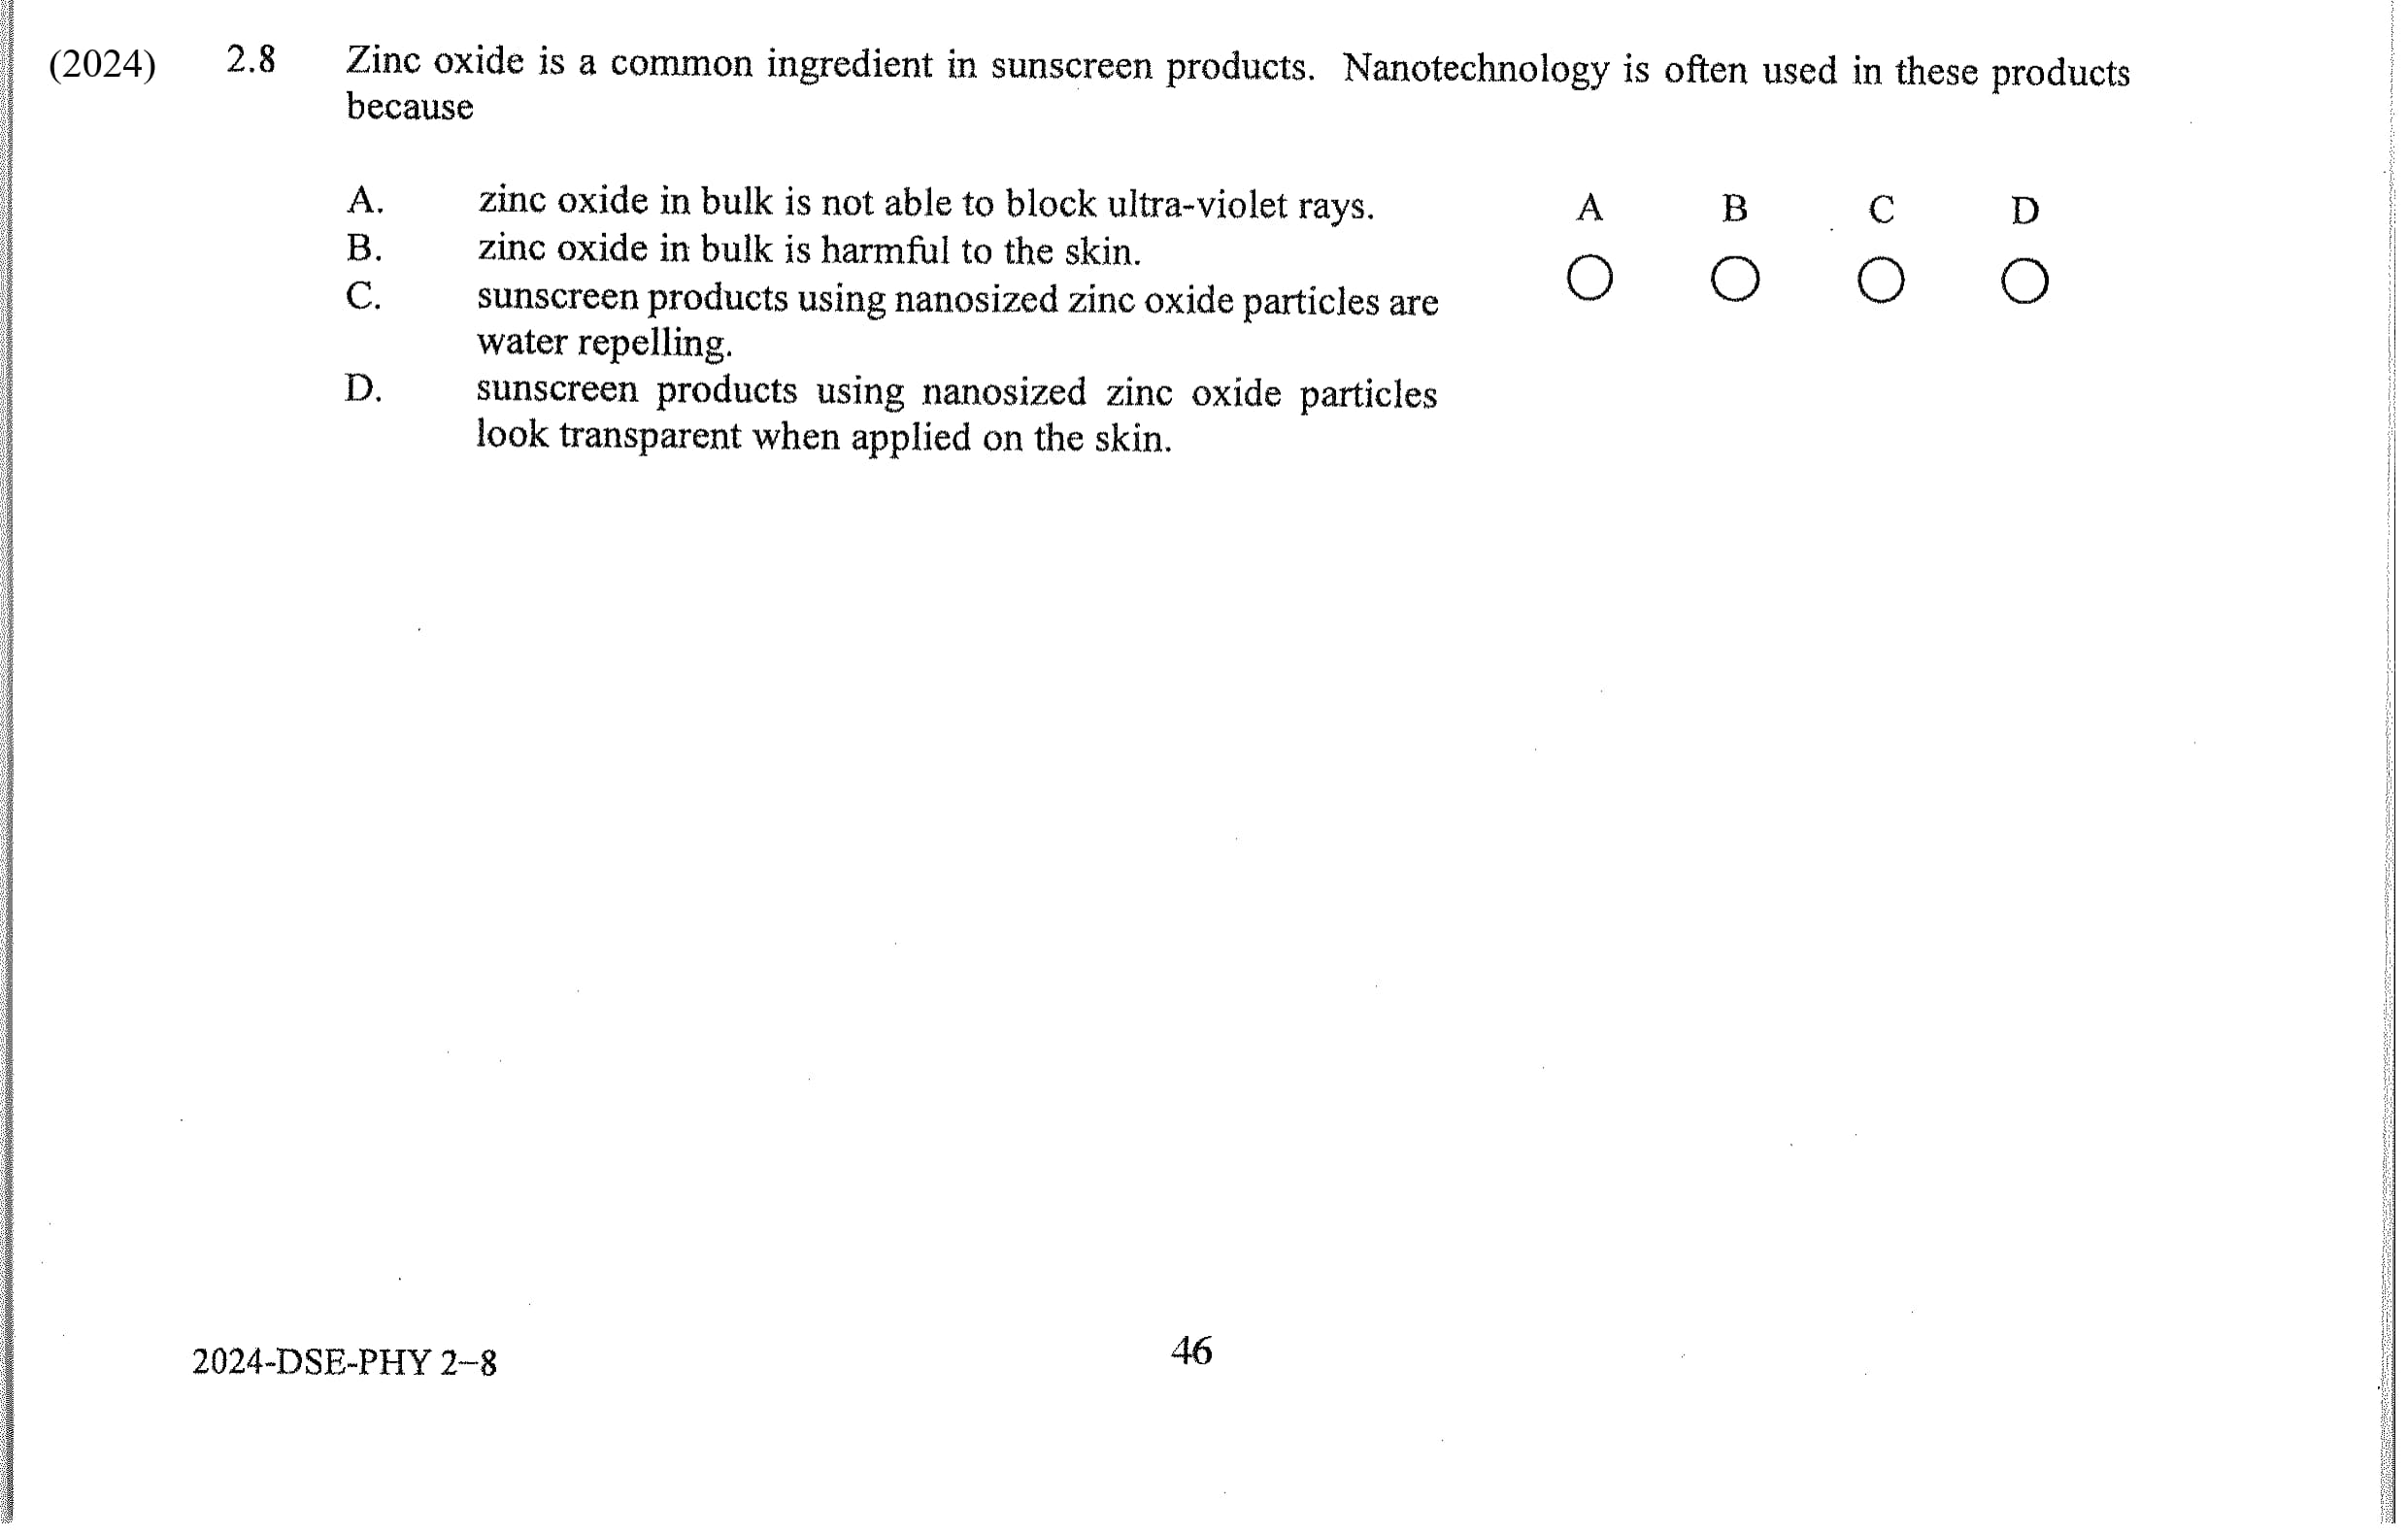 (2024) 2.8 Zinc oxide is a common ingredient in sunscreen products. Nanotechnology is often used in these products
because
A. zinc oxide in bulk is not able to block ultra-violet rays.
B. zinc oxide in bulk is harmful to the skin.
C. sunscreen products using nanosized zinc oxide particles are
water repelling.
D. sunscreen products using nanosized zinc oxide particles
look transparent when applied on the skin.
A B C D
2024-DSE-PHY 2–8
46